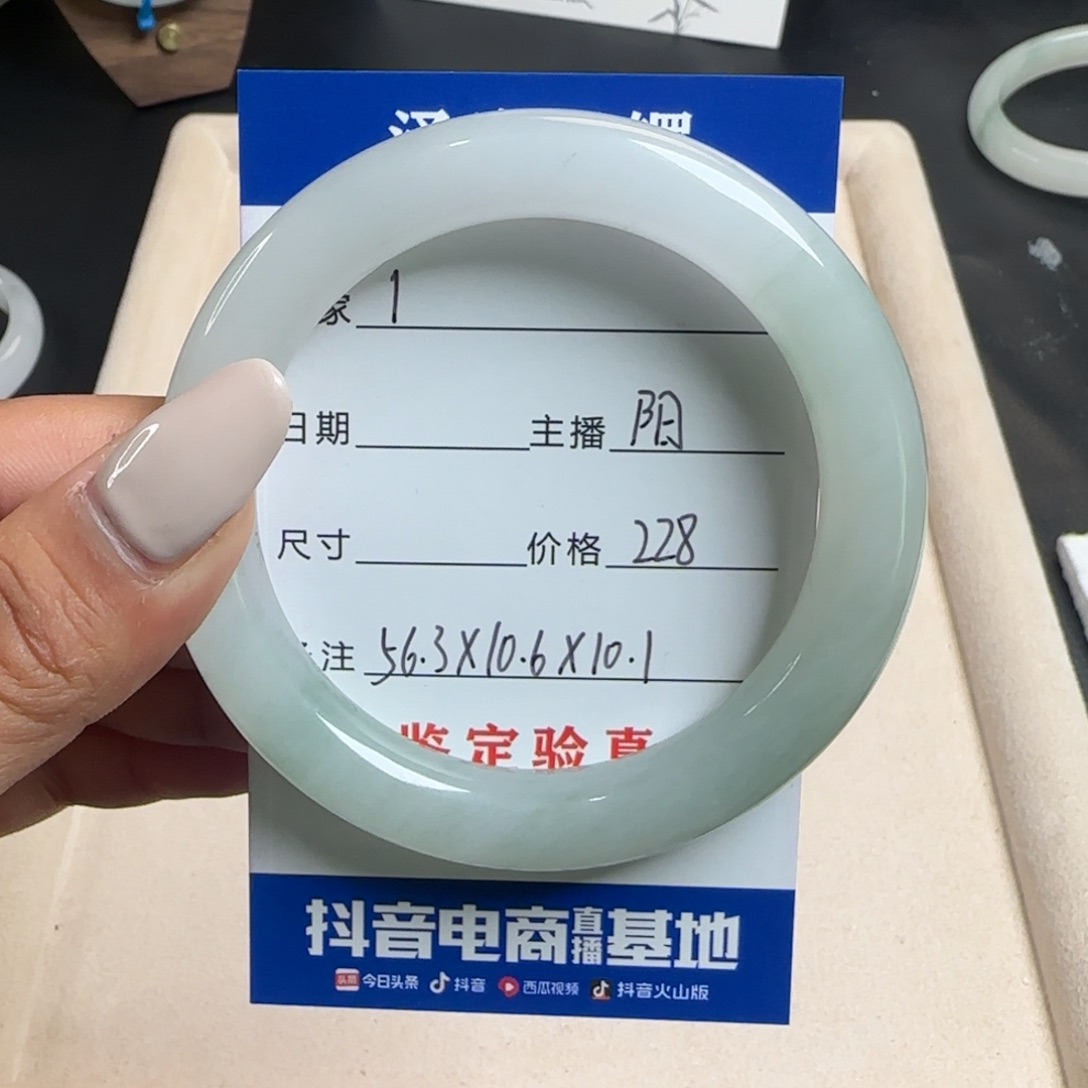 家 1
日期 主播 阳
尺寸 价格 228
注 56.3X10.6X10.1
鉴定验真
抖音电商直播基地
头条 今日头条 抖音 西瓜视频 抖音火山版